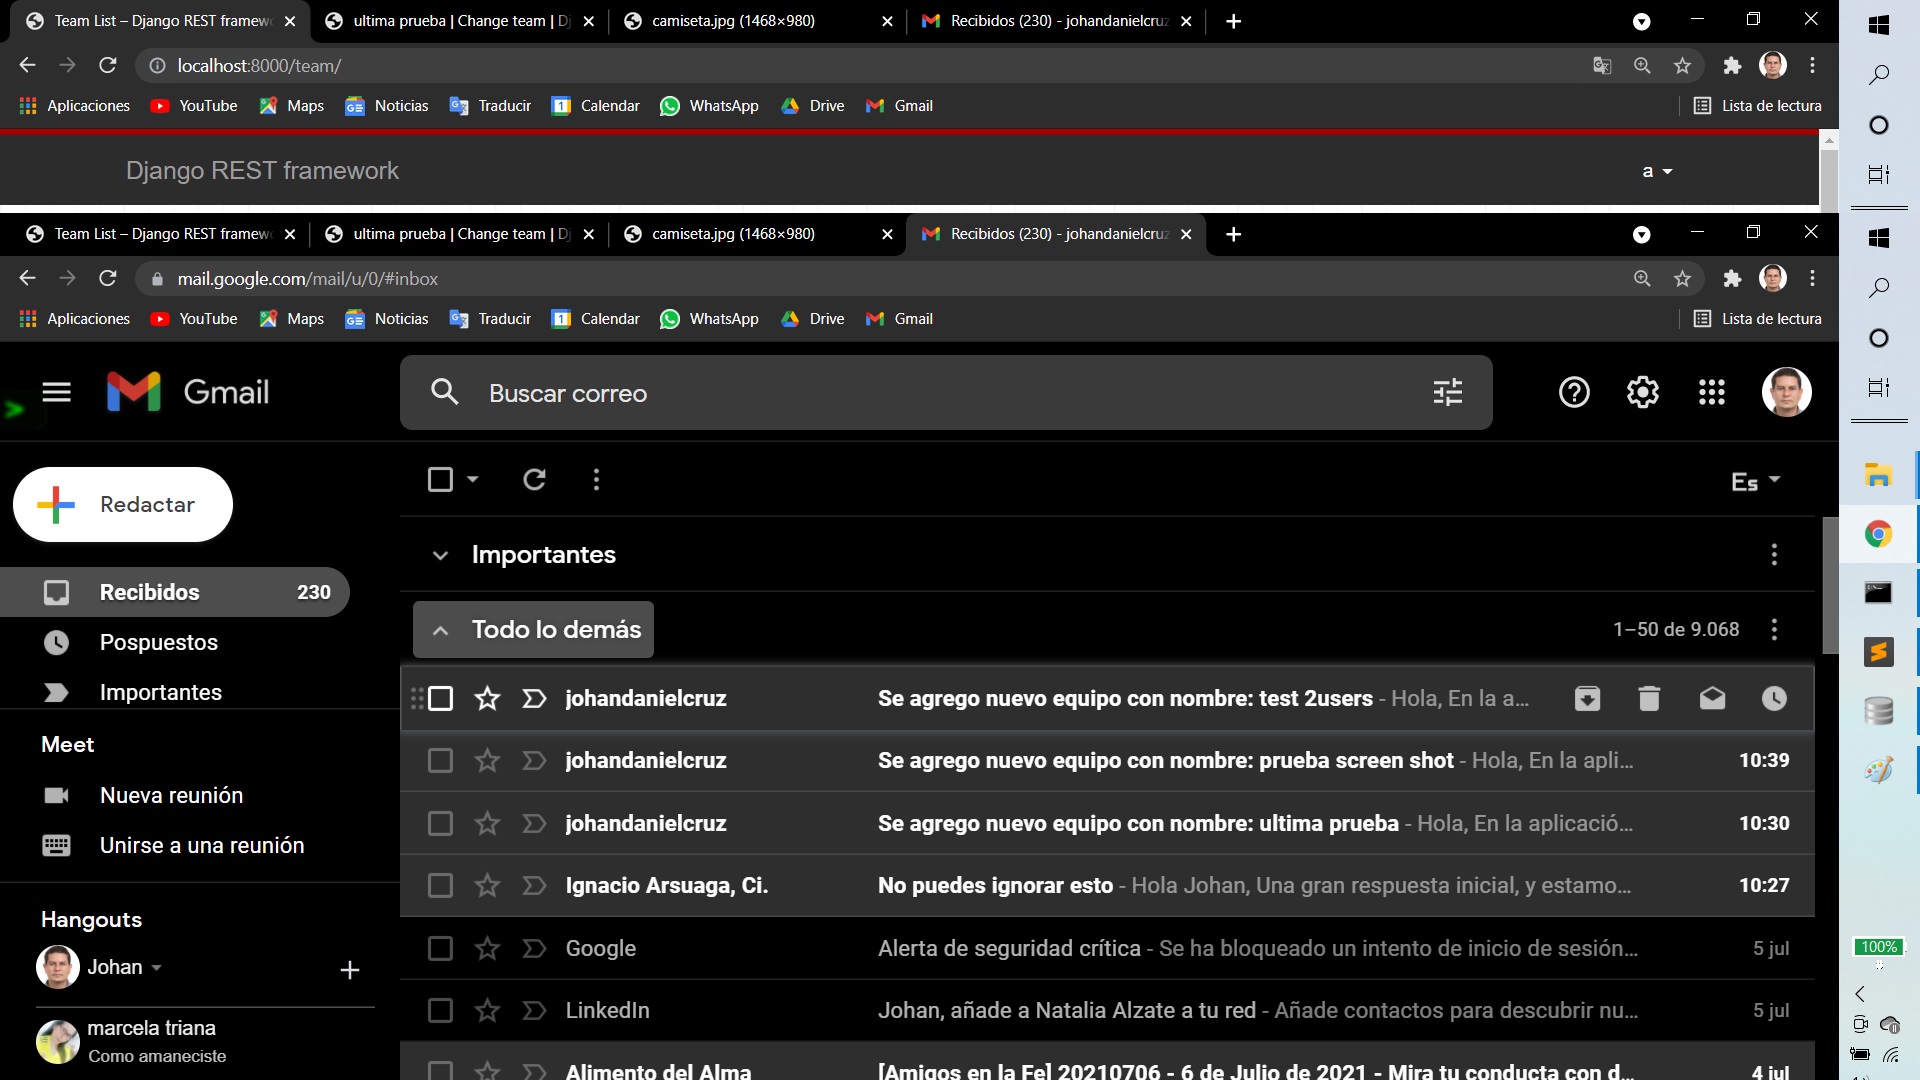 Team List – Django REST framew
ultima prueba | Change team | Dj
camiseta.jpg (1468×980)
Recibidos (230) - johandanielcruz
localhost:8000/team/
Aplicaciones
YouTube
Maps
Noticias
Traducir
Calendar
WhatsApp
Drive
Gmail
Lista de lectura
Django REST framework
a
Team List – Django REST framew
ultima prueba | Change team | Dj
camiseta.jpg (1468×980)
Recibidos (230) - johandanielcruz
mail.google.com/mail/u/0/#inbox
Aplicaciones
YouTube
Maps
Noticias
Traducir
Calendar
WhatsApp
Drive
Gmail
Lista de lectura
Gmail
Buscar correo
Redactar
Es
Recibidos 230
Pospuestos
Importantes
Meet
Nueva reunión
Unirse a una reunión
Hangouts
Johan
marcela triana
Como amaneciste
Importantes
Todo lo demás
1–50 de 9.068
johandanielcruz Se agrego nuevo equipo con nombre: test 2users - Hola, En la a...
johandanielcruz Se agrego nuevo equipo con nombre: prueba screen shot - Hola, En la apli... 10:39
johandanielcruz Se agrego nuevo equipo con nombre: ultima prueba - Hola, En la aplicació... 10:30
Ignacio Arsuaga, Ci. No puedes ignorar esto - Hola Johan, Una gran respuesta inicial, y estamo... 10:27
Google Alerta de seguridad crítica - Se ha bloqueado un intento de inicio de sesión... 5 jul
LinkedIn Johan, añade a Natalia Alzate a tu red - Añade contactos para descubrir nu... 5 jul
Alimento del Alma [Amigos en la Fe] 20210706 - 6 de Julio de 2021 - Mira tu conducta con d... 4 jul
100%